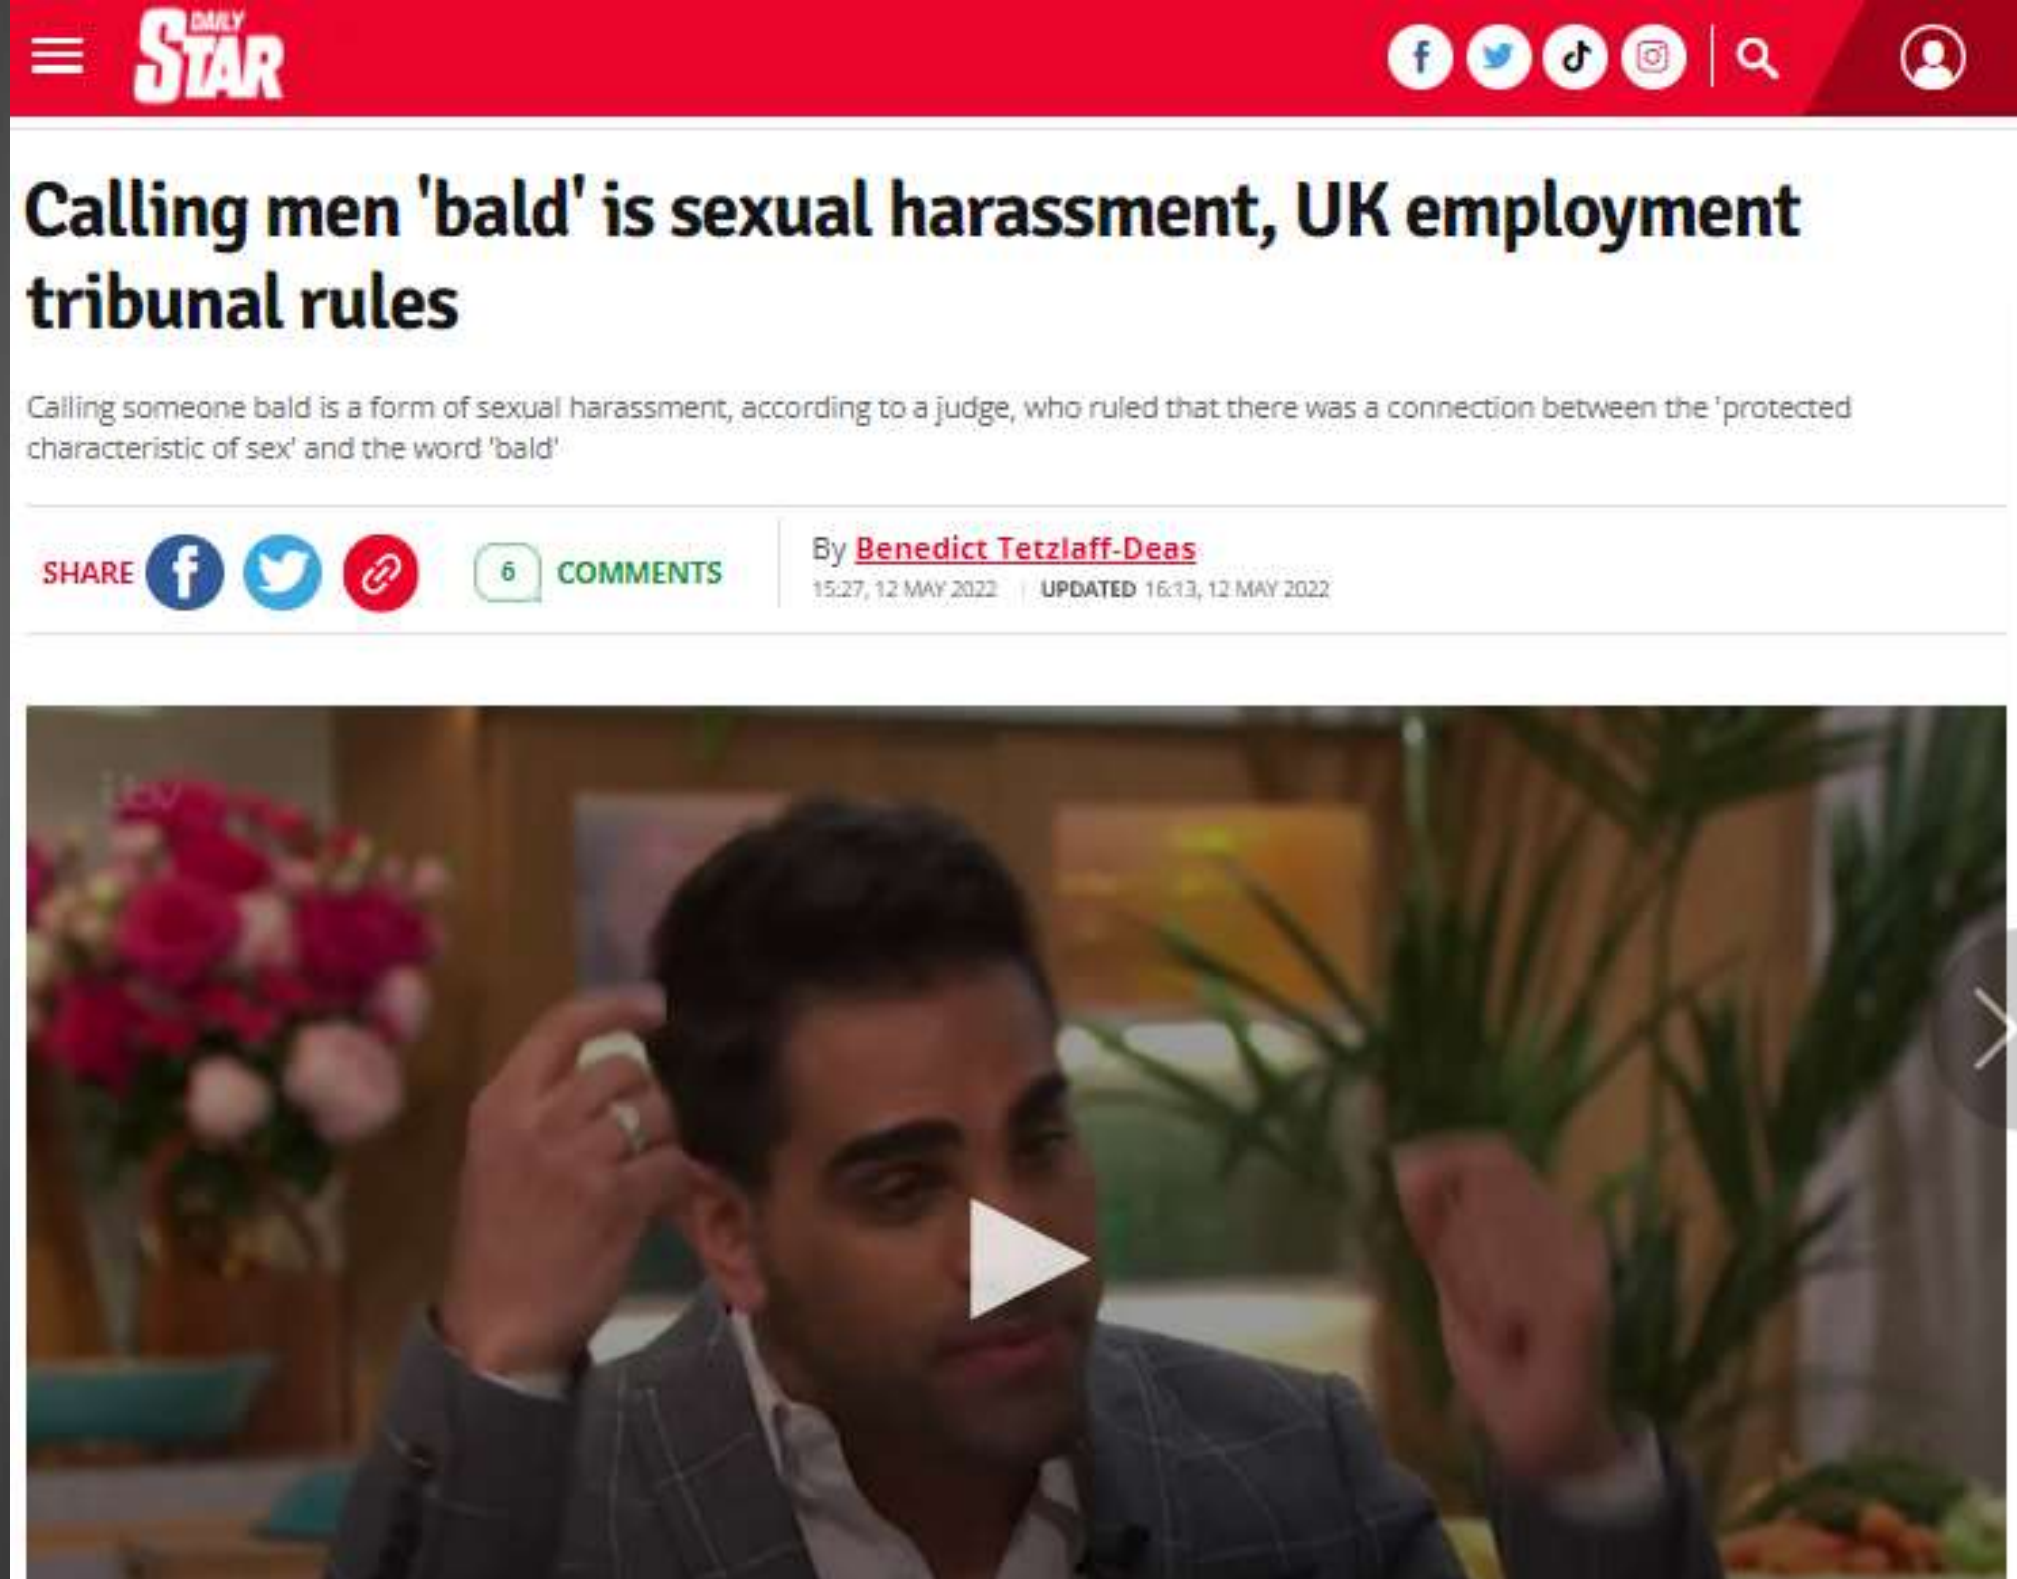 DAILY
STAR
Calling men 'bald' is sexual harassment, UK employment
tribunal rules
Calling someone bald is a form of sexual harassment, according to a judge, who ruled that there was a connection between the 'protected
characteristic of sex' and the word 'bald'
SHARE
6 COMMENTS
By Benedict Tetzlaff-Deas
15:27, 12 MAY 2022 | UPDATED 16:13, 12 MAY 2022
itv